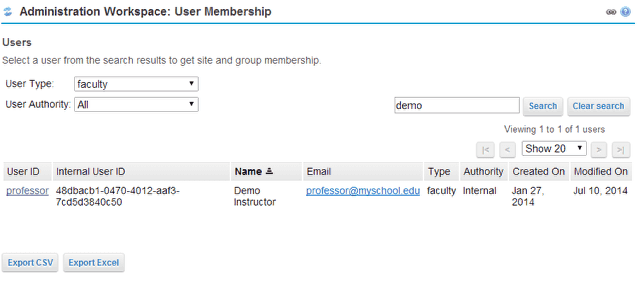 Administration Workspace: User Membership
Users
Select a user from the search results to get site and group membership.
User Type: faculty
User Authority: All
demo Search Clear search
Viewing 1 to 1 of 1 users
|< < Show 20 > >|
User ID Internal User ID Name Email Type Authority Created On Modified On
professor 48dbacb1-0470-4012-aaf3- Demo professor@myschool.edu faculty Internal Jan 27, Jul 10, 2014
7cd5d3840c50 Instructor 2014
Export CSV Export Excel